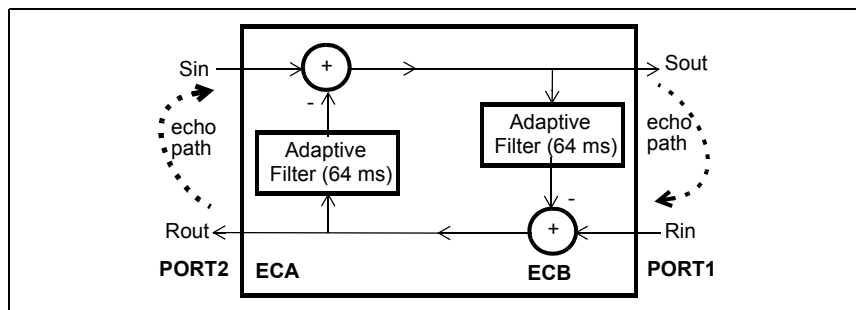 Sin
+
Sout
-
echo
path
Adaptive
Filter (64 ms)
Adaptive
Filter (64 ms)
echo
path
-
Rout
+
Rin
PORT2
ECA
ECB
PORT1